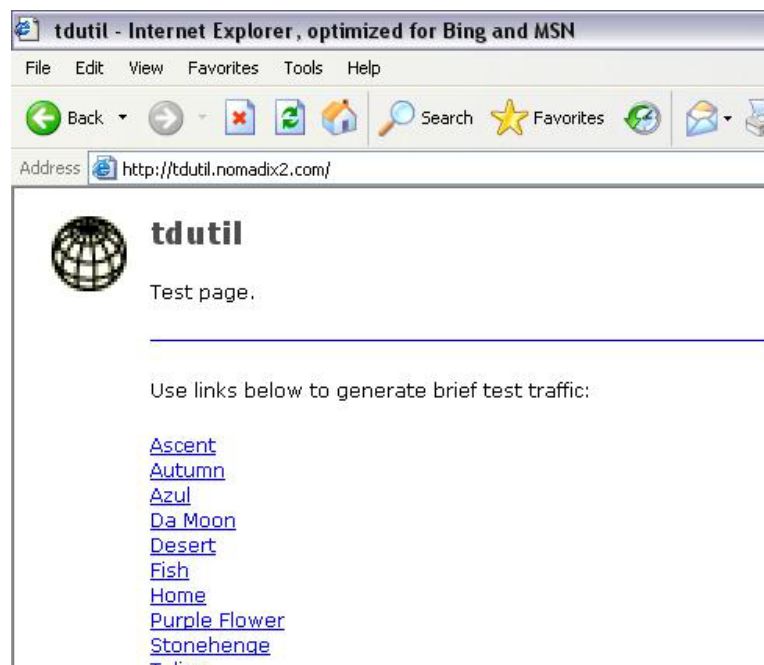 tdutil - Internet Explorer, optimized for Bing and MSN
File Edit View Favorites Tools Help
Back Search Favorites
Address http://tdutil.nomadix2.com/
tdutil
Test page.
Use links below to generate brief test traffic:
Ascent
Autumn
Azul
Da Moon
Desert
Fish
Home
Purple Flower
Stonehenge